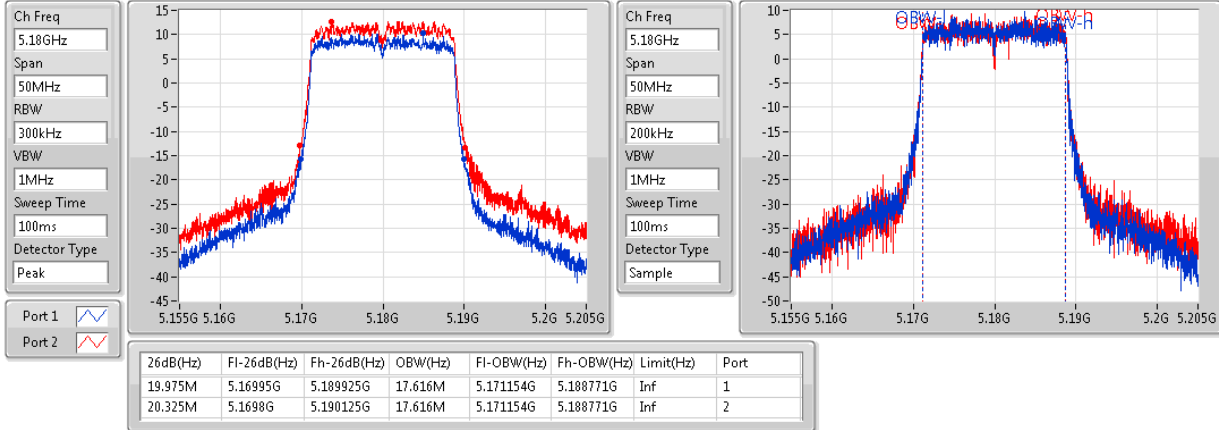 Ch Freq
5.18GHz
Span
50MHz
RBW
300kHz
VBW
1MHz
Sweep Time
100ms
Detector Type
Peak
Port 1
Port 2
15
10
5
0
-5
-10
-15
-20
-25
-30
-35
-40
-45
5.155G 5.16G 5.17G 5.18G 5.19G 5.2G 5.205G
Ch Freq
5.18GHz
Span
50MHz
RBW
200kHz
VBW
1MHz
Sweep Time
100ms
Detector Type
Sample
10
5
0
-5
-10
-15
-20
-25
-30
-35
-40
-45
-50
OBW-l OBW-h
OBW-l OBW-h
5.155G 5.16G 5.17G 5.18G 5.19G 5.2G 5.205G
26dB(Hz) Fl-26dB(Hz) Fh-26dB(Hz) OBW(Hz) Fl-OBW(Hz) Fh-OBW(Hz) Limit(Hz) Port
19.975M 5.16995G 5.189925G 17.616M 5.171154G 5.188771G Inf 1
20.325M 5.1698G 5.190125G 17.616M 5.171154G 5.188771G Inf 2